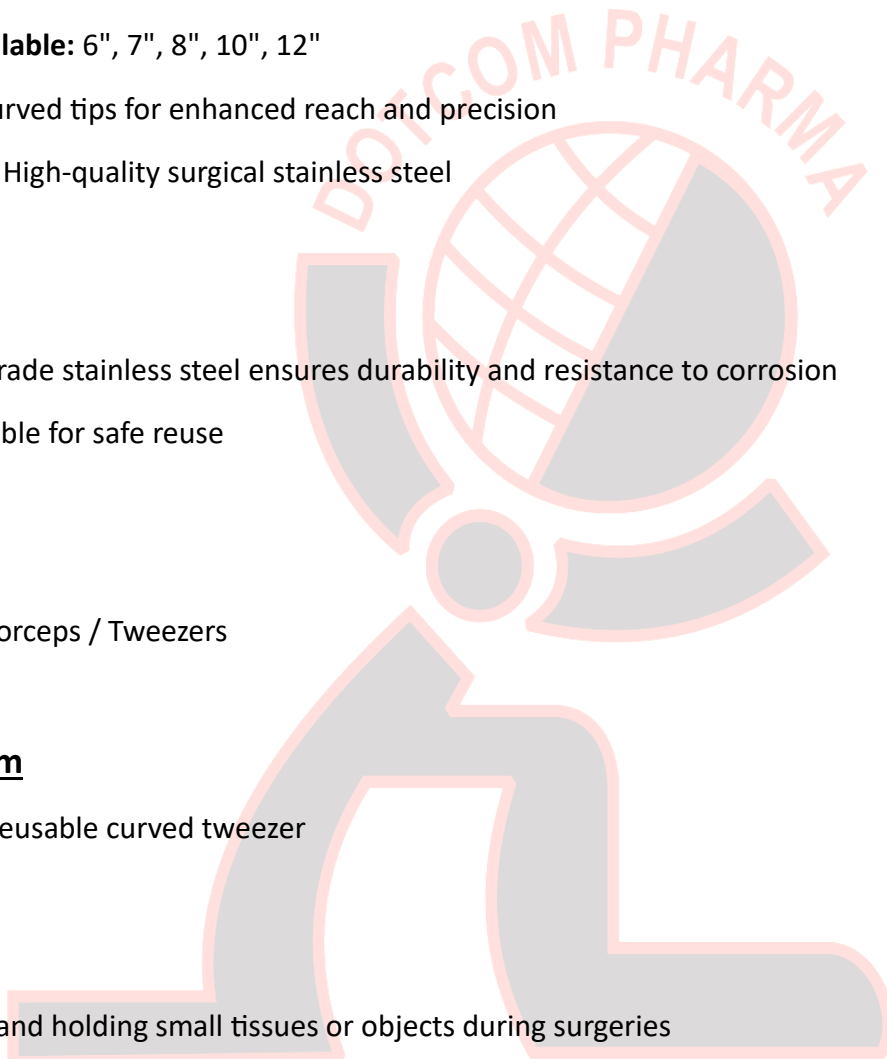 lable: 6", 7", 8", 10", 12"
DOTCOM PHARMA
urved tips for enhanced reach and precision
High-quality surgical stainless steel
rade stainless steel ensures durability and resistance to corrosion
ble for safe reuse
orceps / Tweezers
m
eusable curved tweezer
and holding small tissues or objects during surgeries